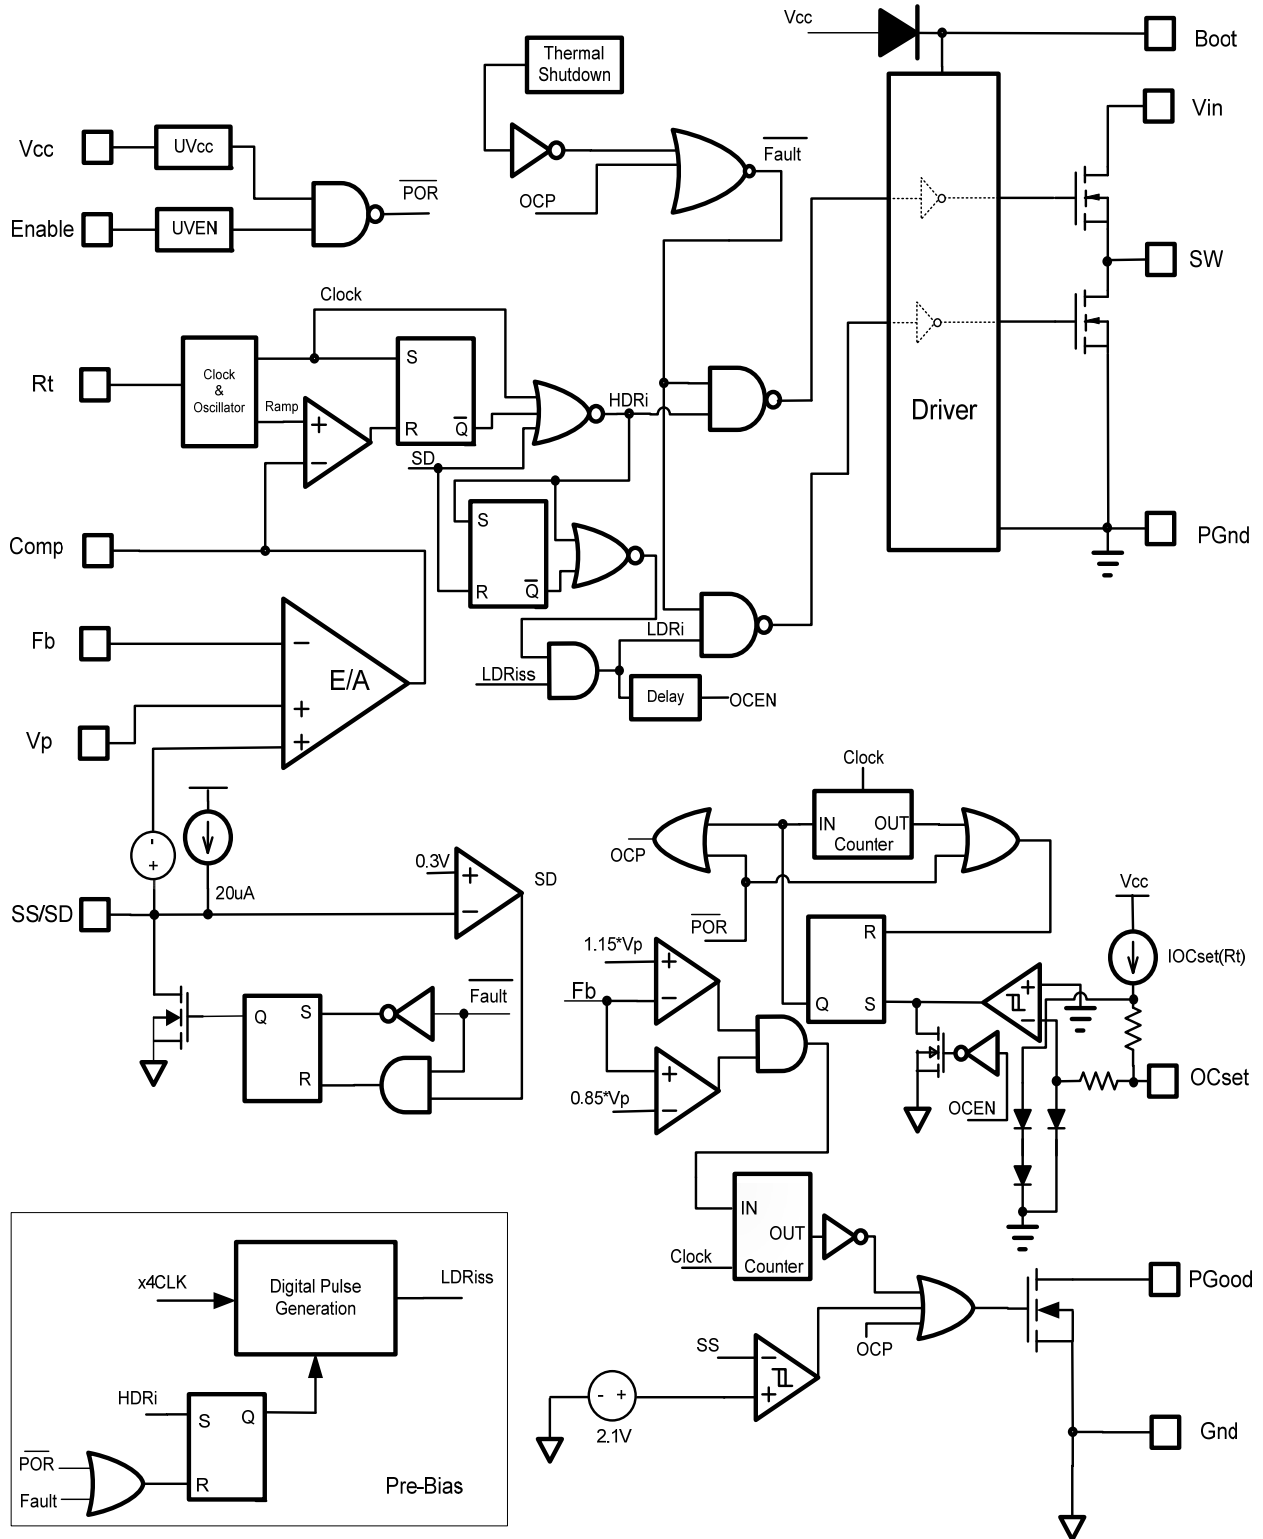 Vcc
Boot
Thermal
Shutdown
Vin
Vcc
UVcc
Fault
POR
OCP
Enable
UVEN
SW
Clock
Rt
Clock
&
Oscillator
Ramp
S
R
Q
+
−
HDRi
SD
Driver
S
R
Q
Comp
PGnd
Fb
−
E/A
+
+
Vp
LDRi
LDRiss
Delay
OCEN
Clock
IN
OUT
Counter
OCP
-
+
20uA
0.3V
+
−
SD
SS/SD
POR
Vcc
R
Q
S
IOCset(Rt)
1.15*Vp
+
−
Fb
Fault
Q
S
R
+
−
0.85*Vp
+
−
OCEN
OCset
IN
OUT
Counter
Clock
x4CLK
Digital Pulse
Generation
LDRiss
PGood
OCP
SS
−
+
- +
2.1V
HDRi
S
Q
R
POR
Fault
Pre-Bias
Gnd